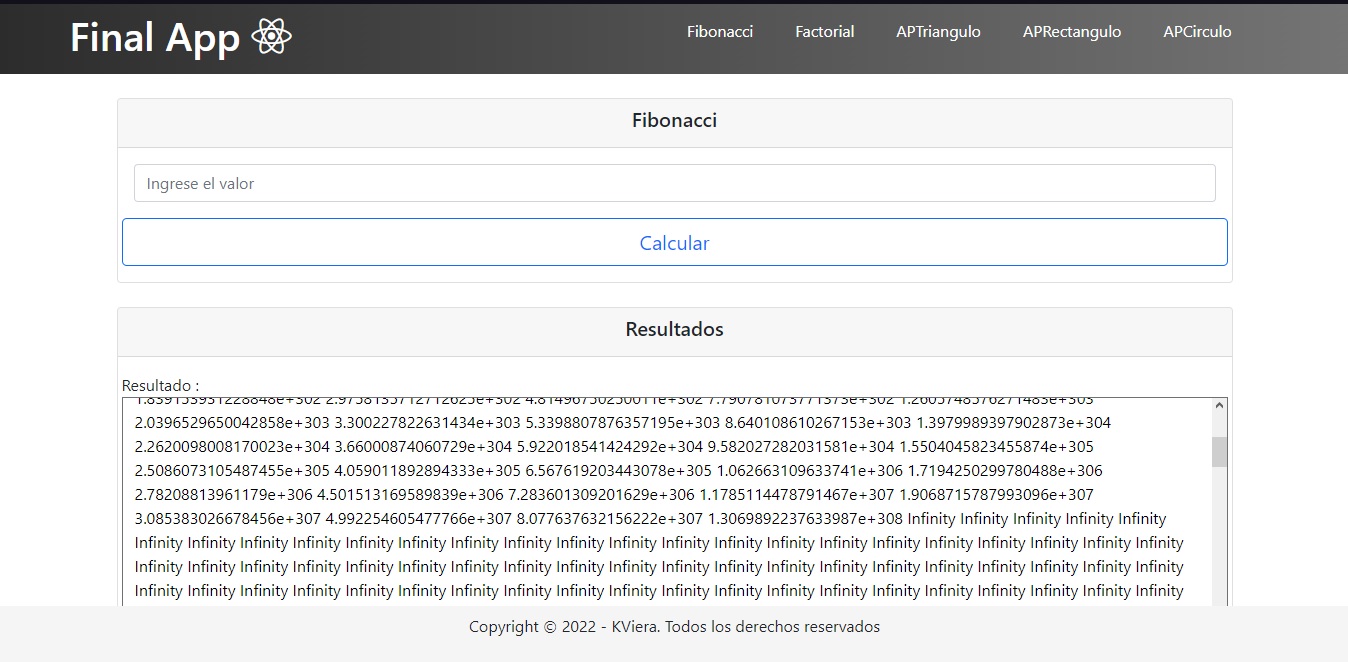 Final App
Fibonacci Factorial APTriangulo APRectangulo APCirculo
Fibonacci
Ingrese el valor
Calcular
Resultados
Resultado :
2.0396529650042858e+303 3.300227822631434e+303 5.3398807876357195e+303 8.640108610267153e+303 1.3979989397902873e+304
2.2620098008170023e+304 3.66000874060729e+304 5.922018541424292e+304 9.582027282031581e+304 1.5504045823455874e+305
2.5086073105487455e+305 4.059011892894333e+305 6.567619203443078e+305 1.062663109633741e+306 1.7194250299780488e+306
2.78208813961179e+306 4.501513169589839e+306 7.283601309201629e+306 1.1785114478791467e+307 1.9068715787993096e+307
3.085383026678456e+307 4.992254605477766e+307 8.077637632156222e+307 1.3069892237633987e+308 Infinity Infinity Infinity Infinity Infinity
Infinity Infinity Infinity Infinity Infinity Infinity Infinity Infinity Infinity Infinity Infinity Infinity Infinity Infinity Infinity Infinity Infinity Infinity Infinity Infinity
Infinity Infinity Infinity Infinity Infinity Infinity Infinity Infinity Infinity Infinity Infinity Infinity Infinity Infinity Infinity Infinity Infinity Infinity Infinity Infinity
Infinity Infinity Infinity Infinity Infinity Infinity Infinity Infinity Infinity Infinity Infinity Infinity Infinity Infinity Infinity Infinity Infinity Infinity Infinity Infinity
Copyright © 2022 - KViera. Todos los derechos reservados